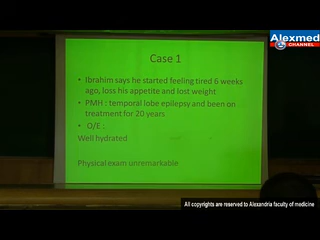 Alexmed
CHANNEL
Case 1
• Ibrahim says he started feeling tired 6 weeks
ago, loss his appetite and lost weight
• PMH : temporal lobe epilepsy and been on
treatment for 20 years
• O/E :
Well hydrated
Physical exam unremarkable
All copyrights are reserved to Alexandria faculty of medicine